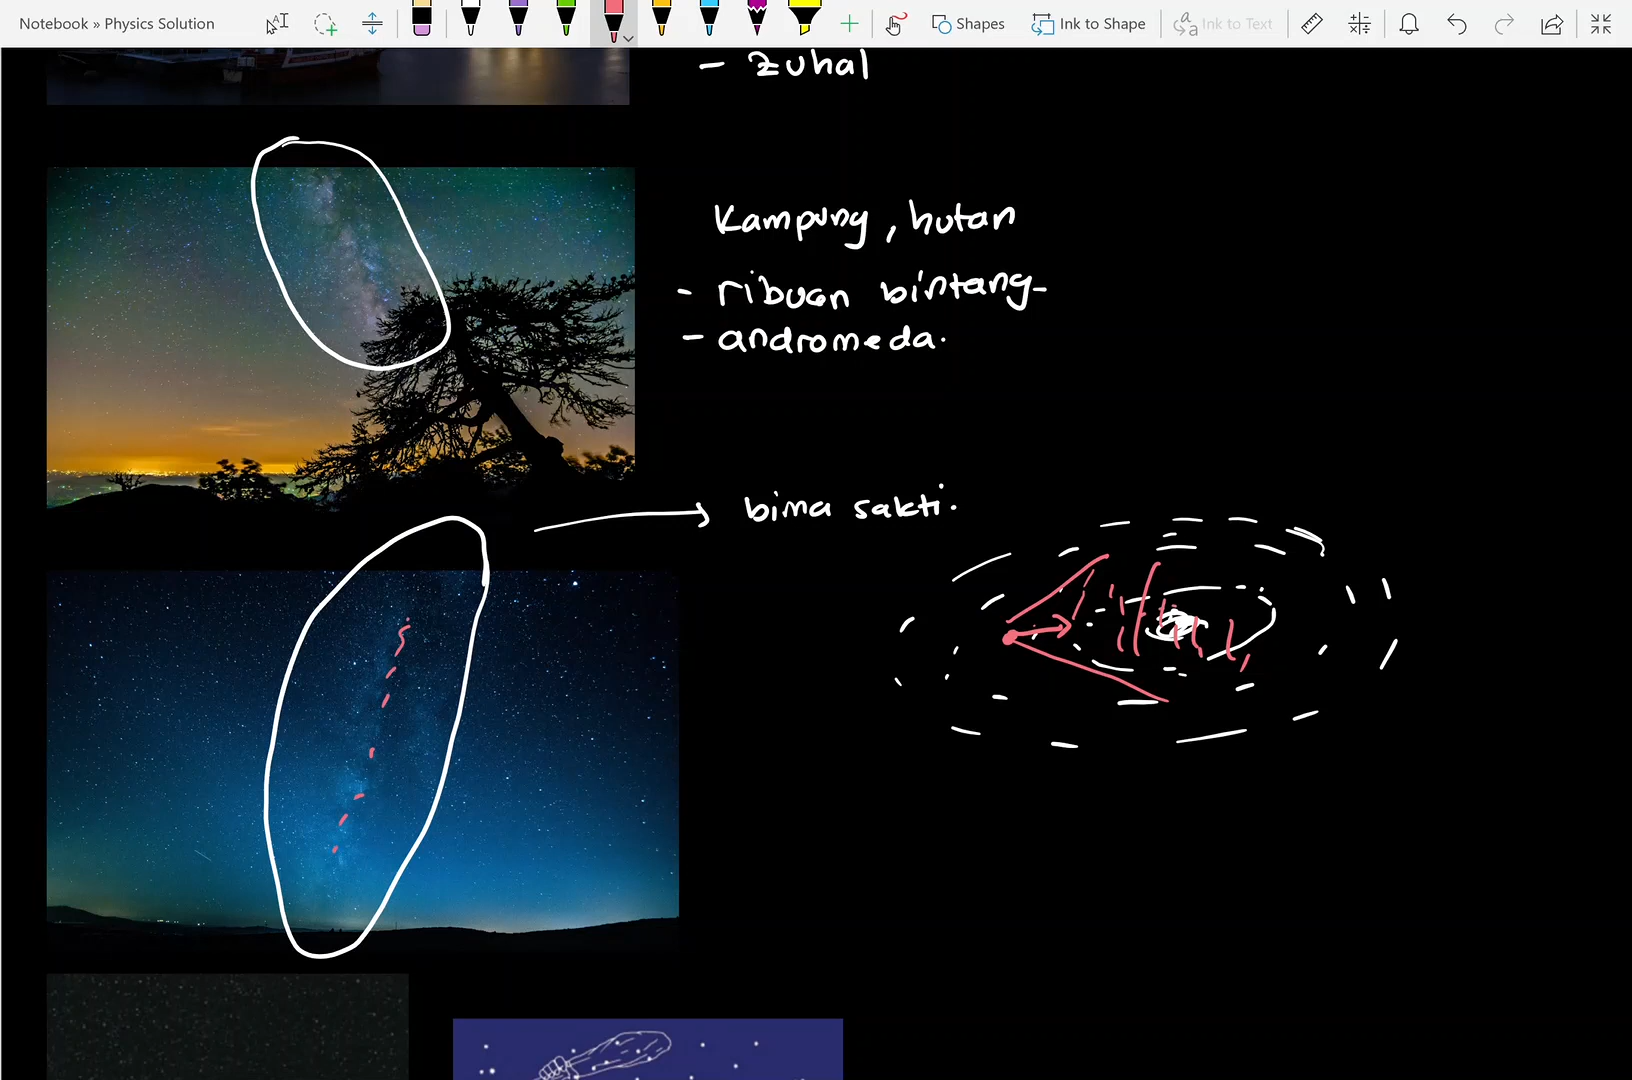 Notebook » Physics Solution
Shapes
Ink to Shape
Ink to Text
- zuhal
Kampung, hutan
- ribuan bintang
- andromeda.
bima sakti.